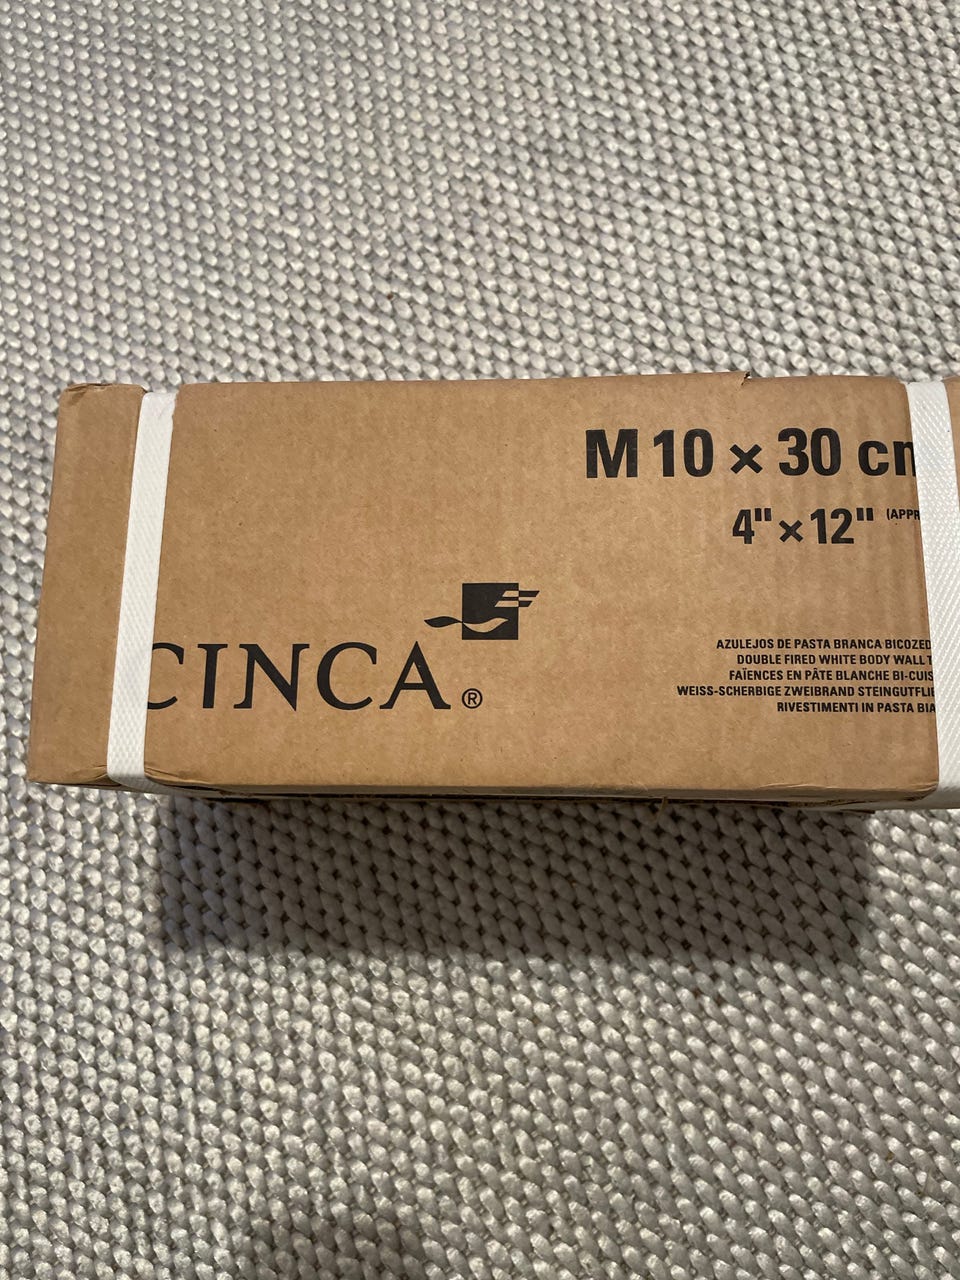 M 10 × 30 cm
4" × 12" (APPR
CINCA®
AZULEJOS DE PASTA BRANCA BICOZED
DOUBLE FIRED WHITE BODY WALL T
FAÏENCES EN PÂTE BLANCHE BI-CUIS
WEISS-SCHERBIGE ZWEIBRAND STEINGUTFLIE
RIVESTIMENTI IN PASTA BIA